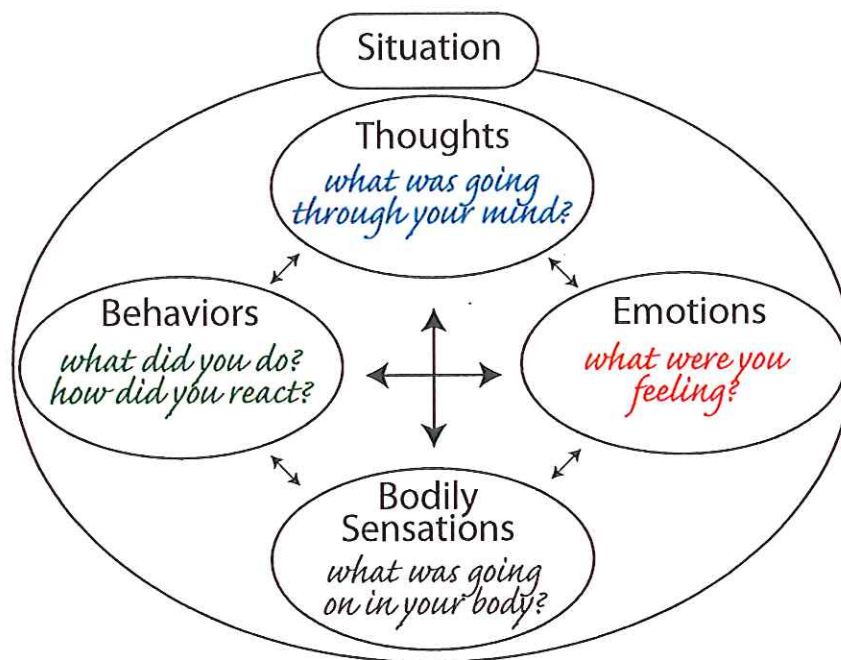 Situation
Thoughts
what was going
through your mind?
Behaviors
what did you do?
how did you react?
Emotions
what were you
feeling?
Bodily
Sensations
what was going
on in your body?